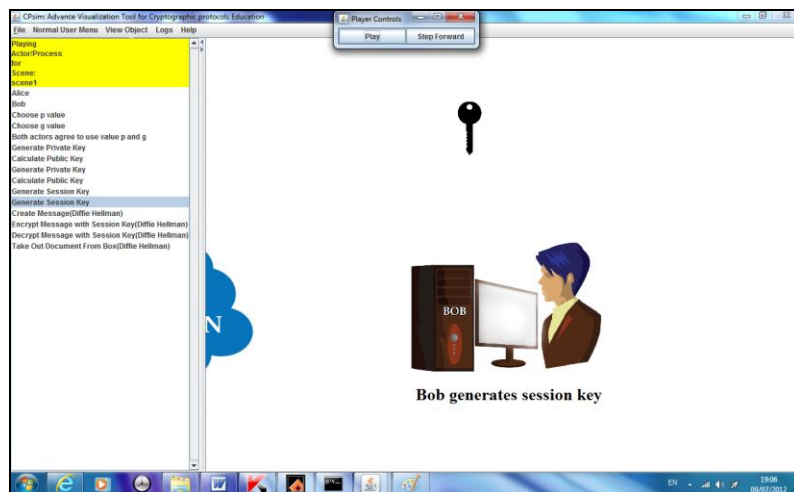 CPsim: Advance Visualization Tool for Cryptographic protocols Education
Player Controls
File Normal User Menu View Object Logs Help
Play Step Forward
Playing
Actor/Process
for
Scene:
scene1
Alice
Bob
Choose p value
Choose g value
Both actors agree to use value p and g
Generate Private Key
Calculate Public Key
Generate Private Key
Calculate Public Key
Generate Session Key
Generate Session Key
Create Message(Diffie Hellman)
Encrypt Message with Session Key(Diffie Hellman)
Decrypt Message with Session Key(Diffie Hellman)
Take Out Document From Box(Diffie Hellman)
N
BOB
Bob generates session key
EN
19:06
09/07/2012